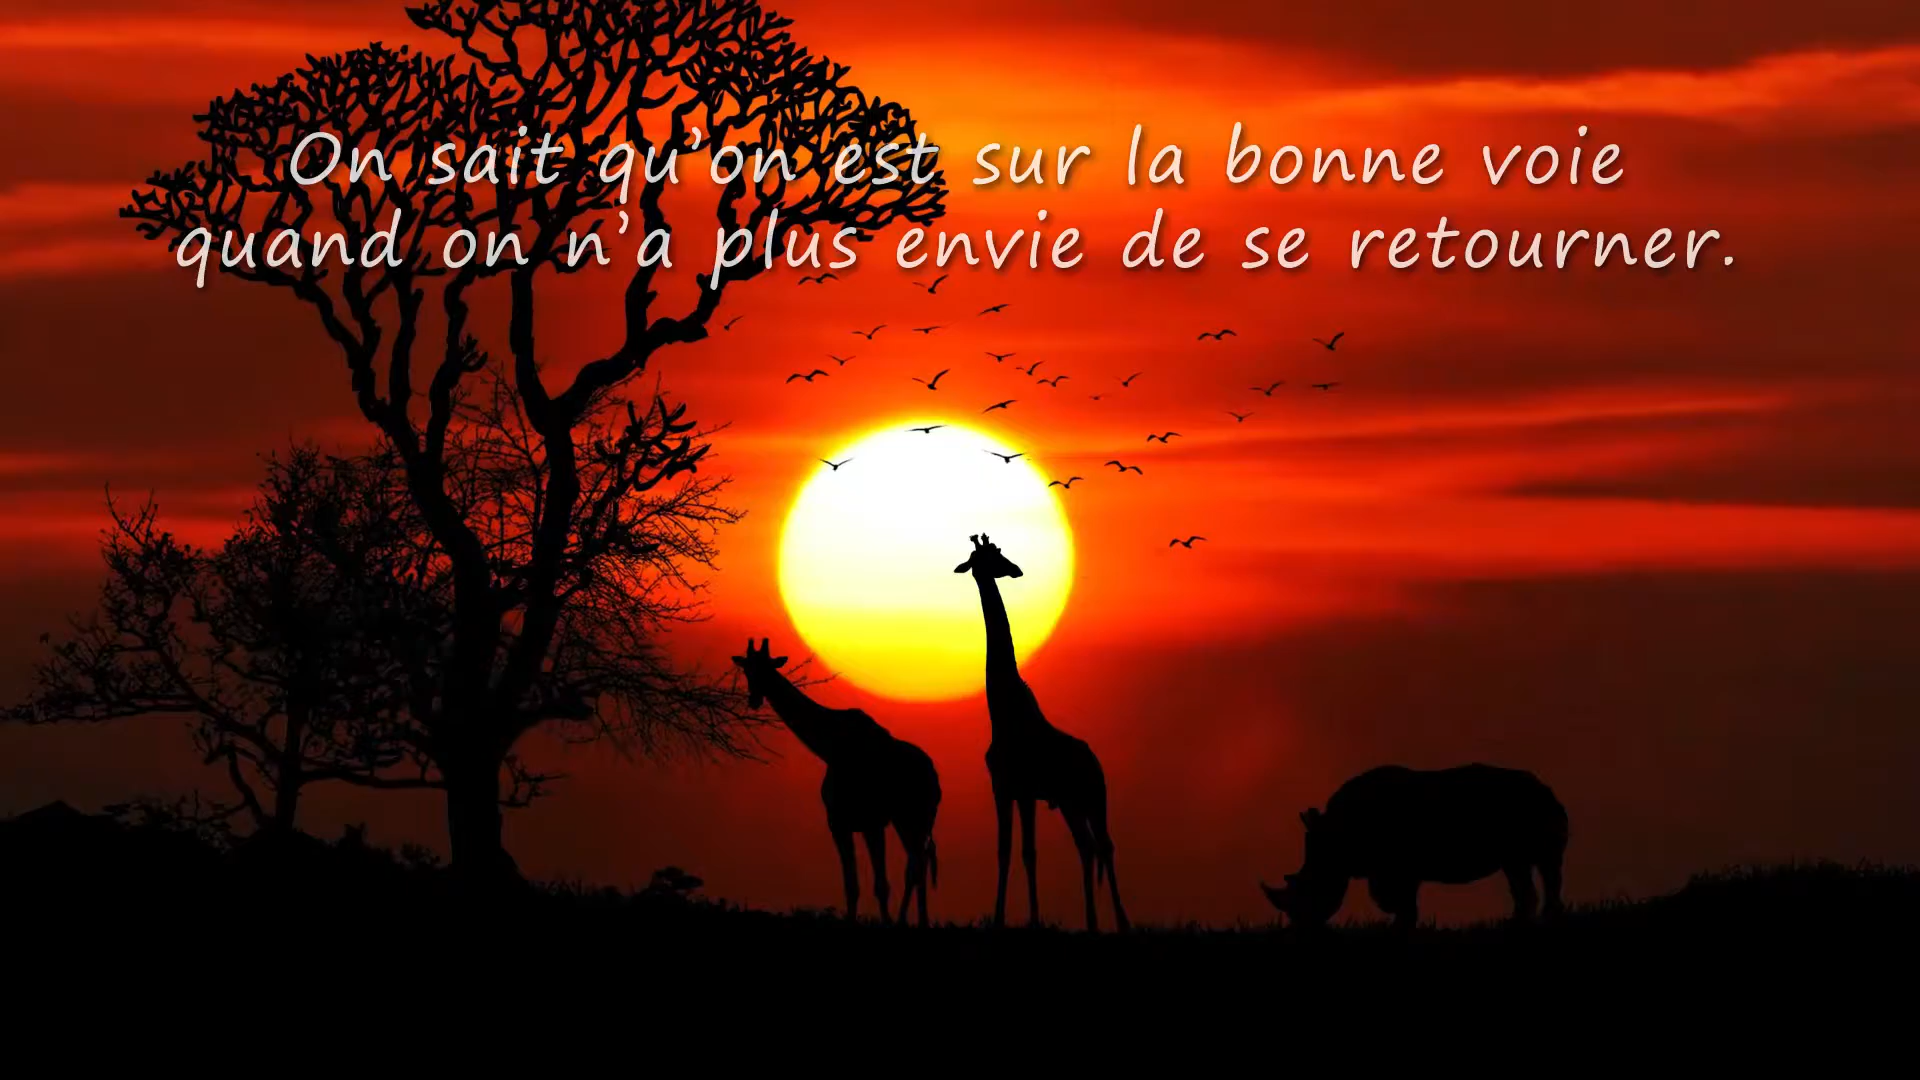 On sait qu’on est sur la bonne voie
quand on n’a plus envie de se retourner.